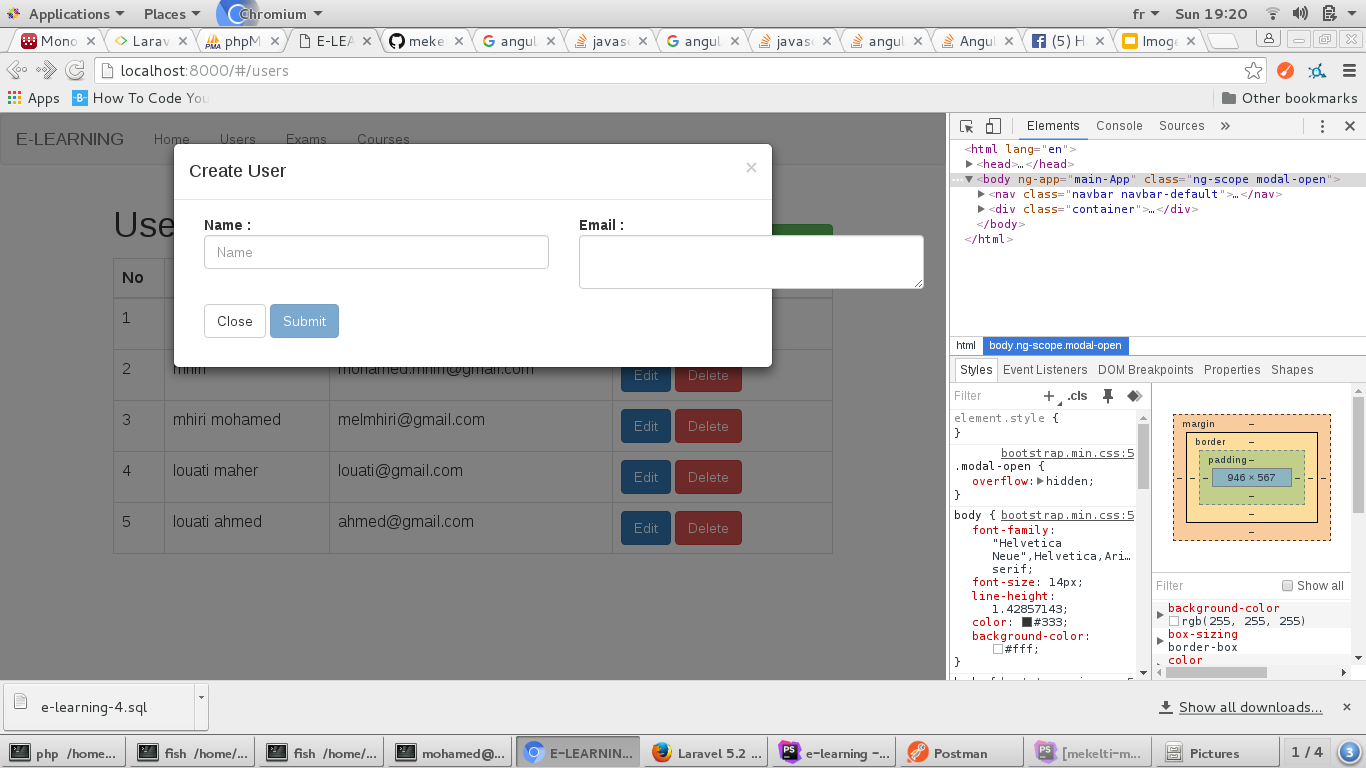 Applications Places Chromium fr Sun 19:20
Mono Larav phpM E-LEA meke angul javasc angul javasc angul Angul (5) H Image
localhost:8000/#/users
Apps How To Code You Other bookmarks
E-LEARNING Home Users Exams Courses
Create User ×
Name : Email :
Name
Close Submit
Use
No
1
2 mhiri mohamed.mhiri@gmail.com Edit Delete
3 mhiri mohamed melmhiri@gmail.com Edit Delete
4 louati maher louati@gmail.com Edit Delete
5 louati ahmed ahmed@gmail.com Edit Delete
Elements Console Sources »
<html lang="en">
<head>…</head>
…<body ng-app="main-App" class="ng-scope modal-open">
<nav class="navbar navbar-default">…</nav>
<div class="container">…</div>
</body>
</html>
html body.ng-scope.modal-open
Styles Event Listeners DOM Breakpoints Properties Shapes
Filter + .cls
element.style {
}
bootstrap.min.css:5
.modal-open {
overflow: hidden;
}
body { bootstrap.min.css:5
font-family:
"Helvetica
Neue",Helvetica,Ari…
serif;
font-size: 14px;
line-height:
1.42857143;
color: #333;
background-color:
#fff;
}
margin –
border –
padding –
– – – 946 × 567 – – –
–
–
–
Filter Show all
background-color
rgb(255, 255, 255)
box-sizing
border-box
color
e-learning-4.sql Show all downloads...
php /home... fish /home/... fish /home/... mohamed@... E-LEARNIN... Laravel 5.2 ... e-learning –... Postman [mekelti-m... Pictures 1 / 4 3